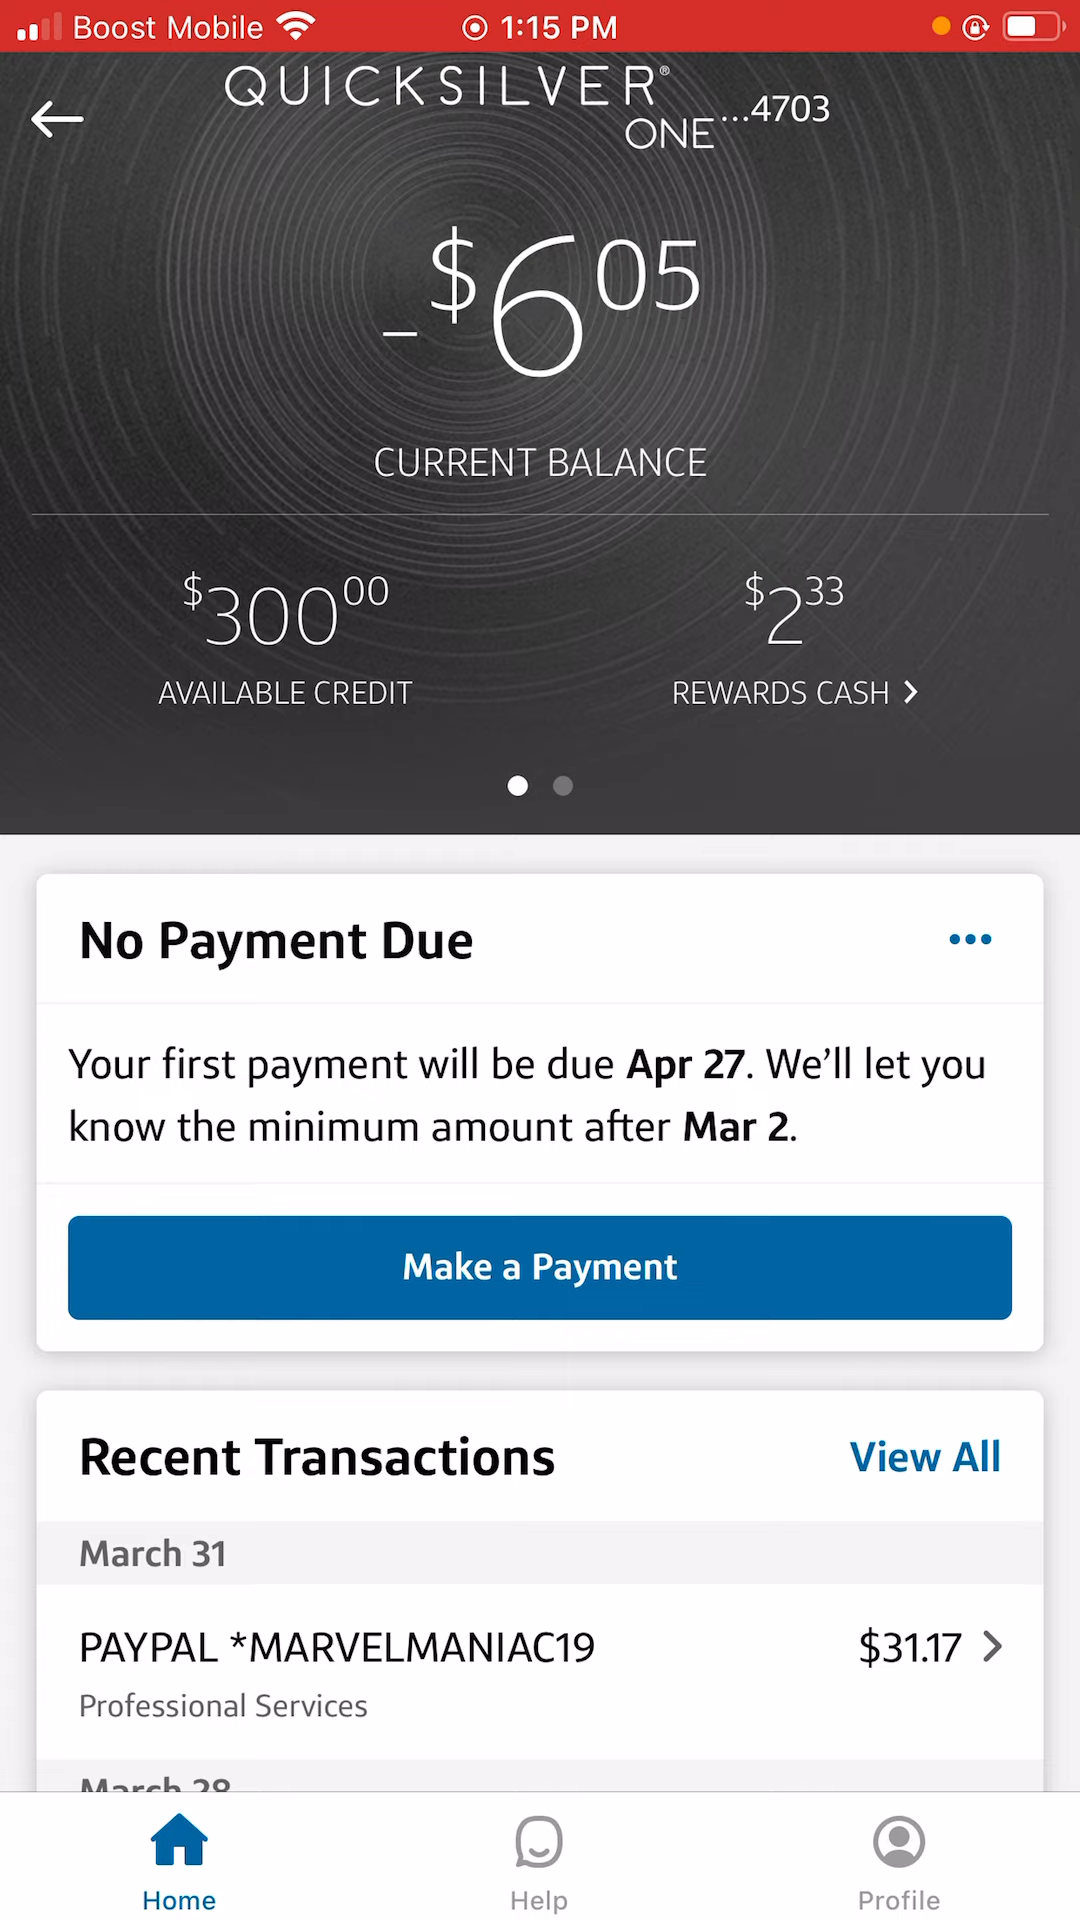 Boost Mobile 1:15 PM
QUICKSILVER®
ONE ...4703
-$6 05
CURRENT BALANCE
$300 00
AVAILABLE CREDIT
$2 33
REWARDS CASH
No Payment Due
Your first payment will be due Apr 27. We'll let you
know the minimum amount after Mar 2.
Make a Payment
Recent Transactions View All
March 31
PAYPAL *MARVELMANIAC19 $31.17
Professional Services
March 28
Home Help Profile